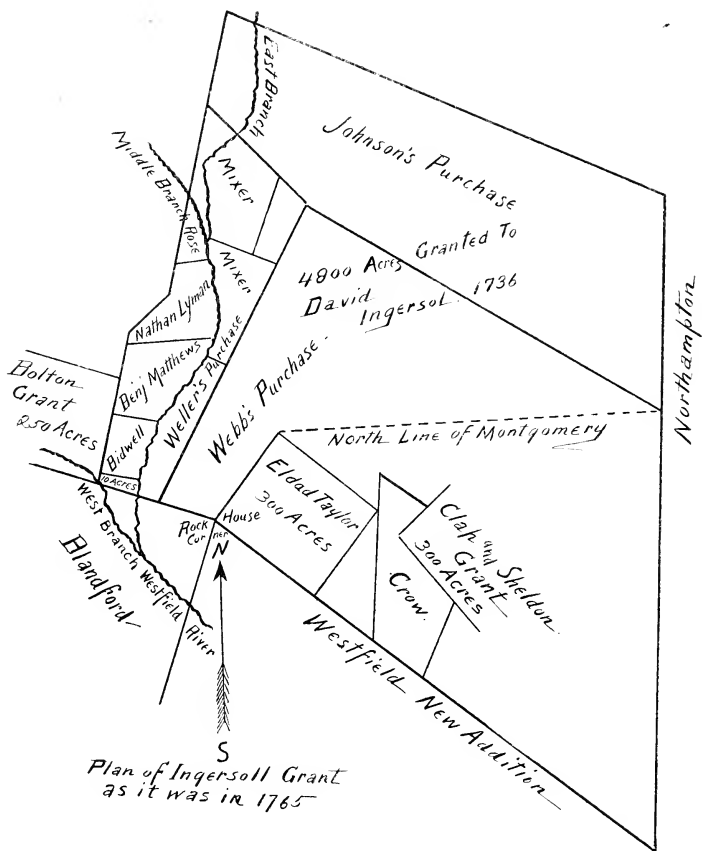 East Branch
Johnson's Purchase
Middle Branch
Rose
Mixer
Mixer
4800 Acres Granted To
David
Ingersol. 1736
Northampton
Nathan Lyman
Benj Matthews
Weller's Purchase
Webb's Purchase.
Bolton
Grant
250 Acres
Bidwell
10 Acres
North Line of Montgomery
Eldad Taylor
300 Acres
Clap and Sheldon
Grant
300 Acres
Crow.
Rock House
Corner
West Branch Westfield River
Blandford
Westfield New Addition
N
S
Plan of Ingersoll Grant
as it was in 1765